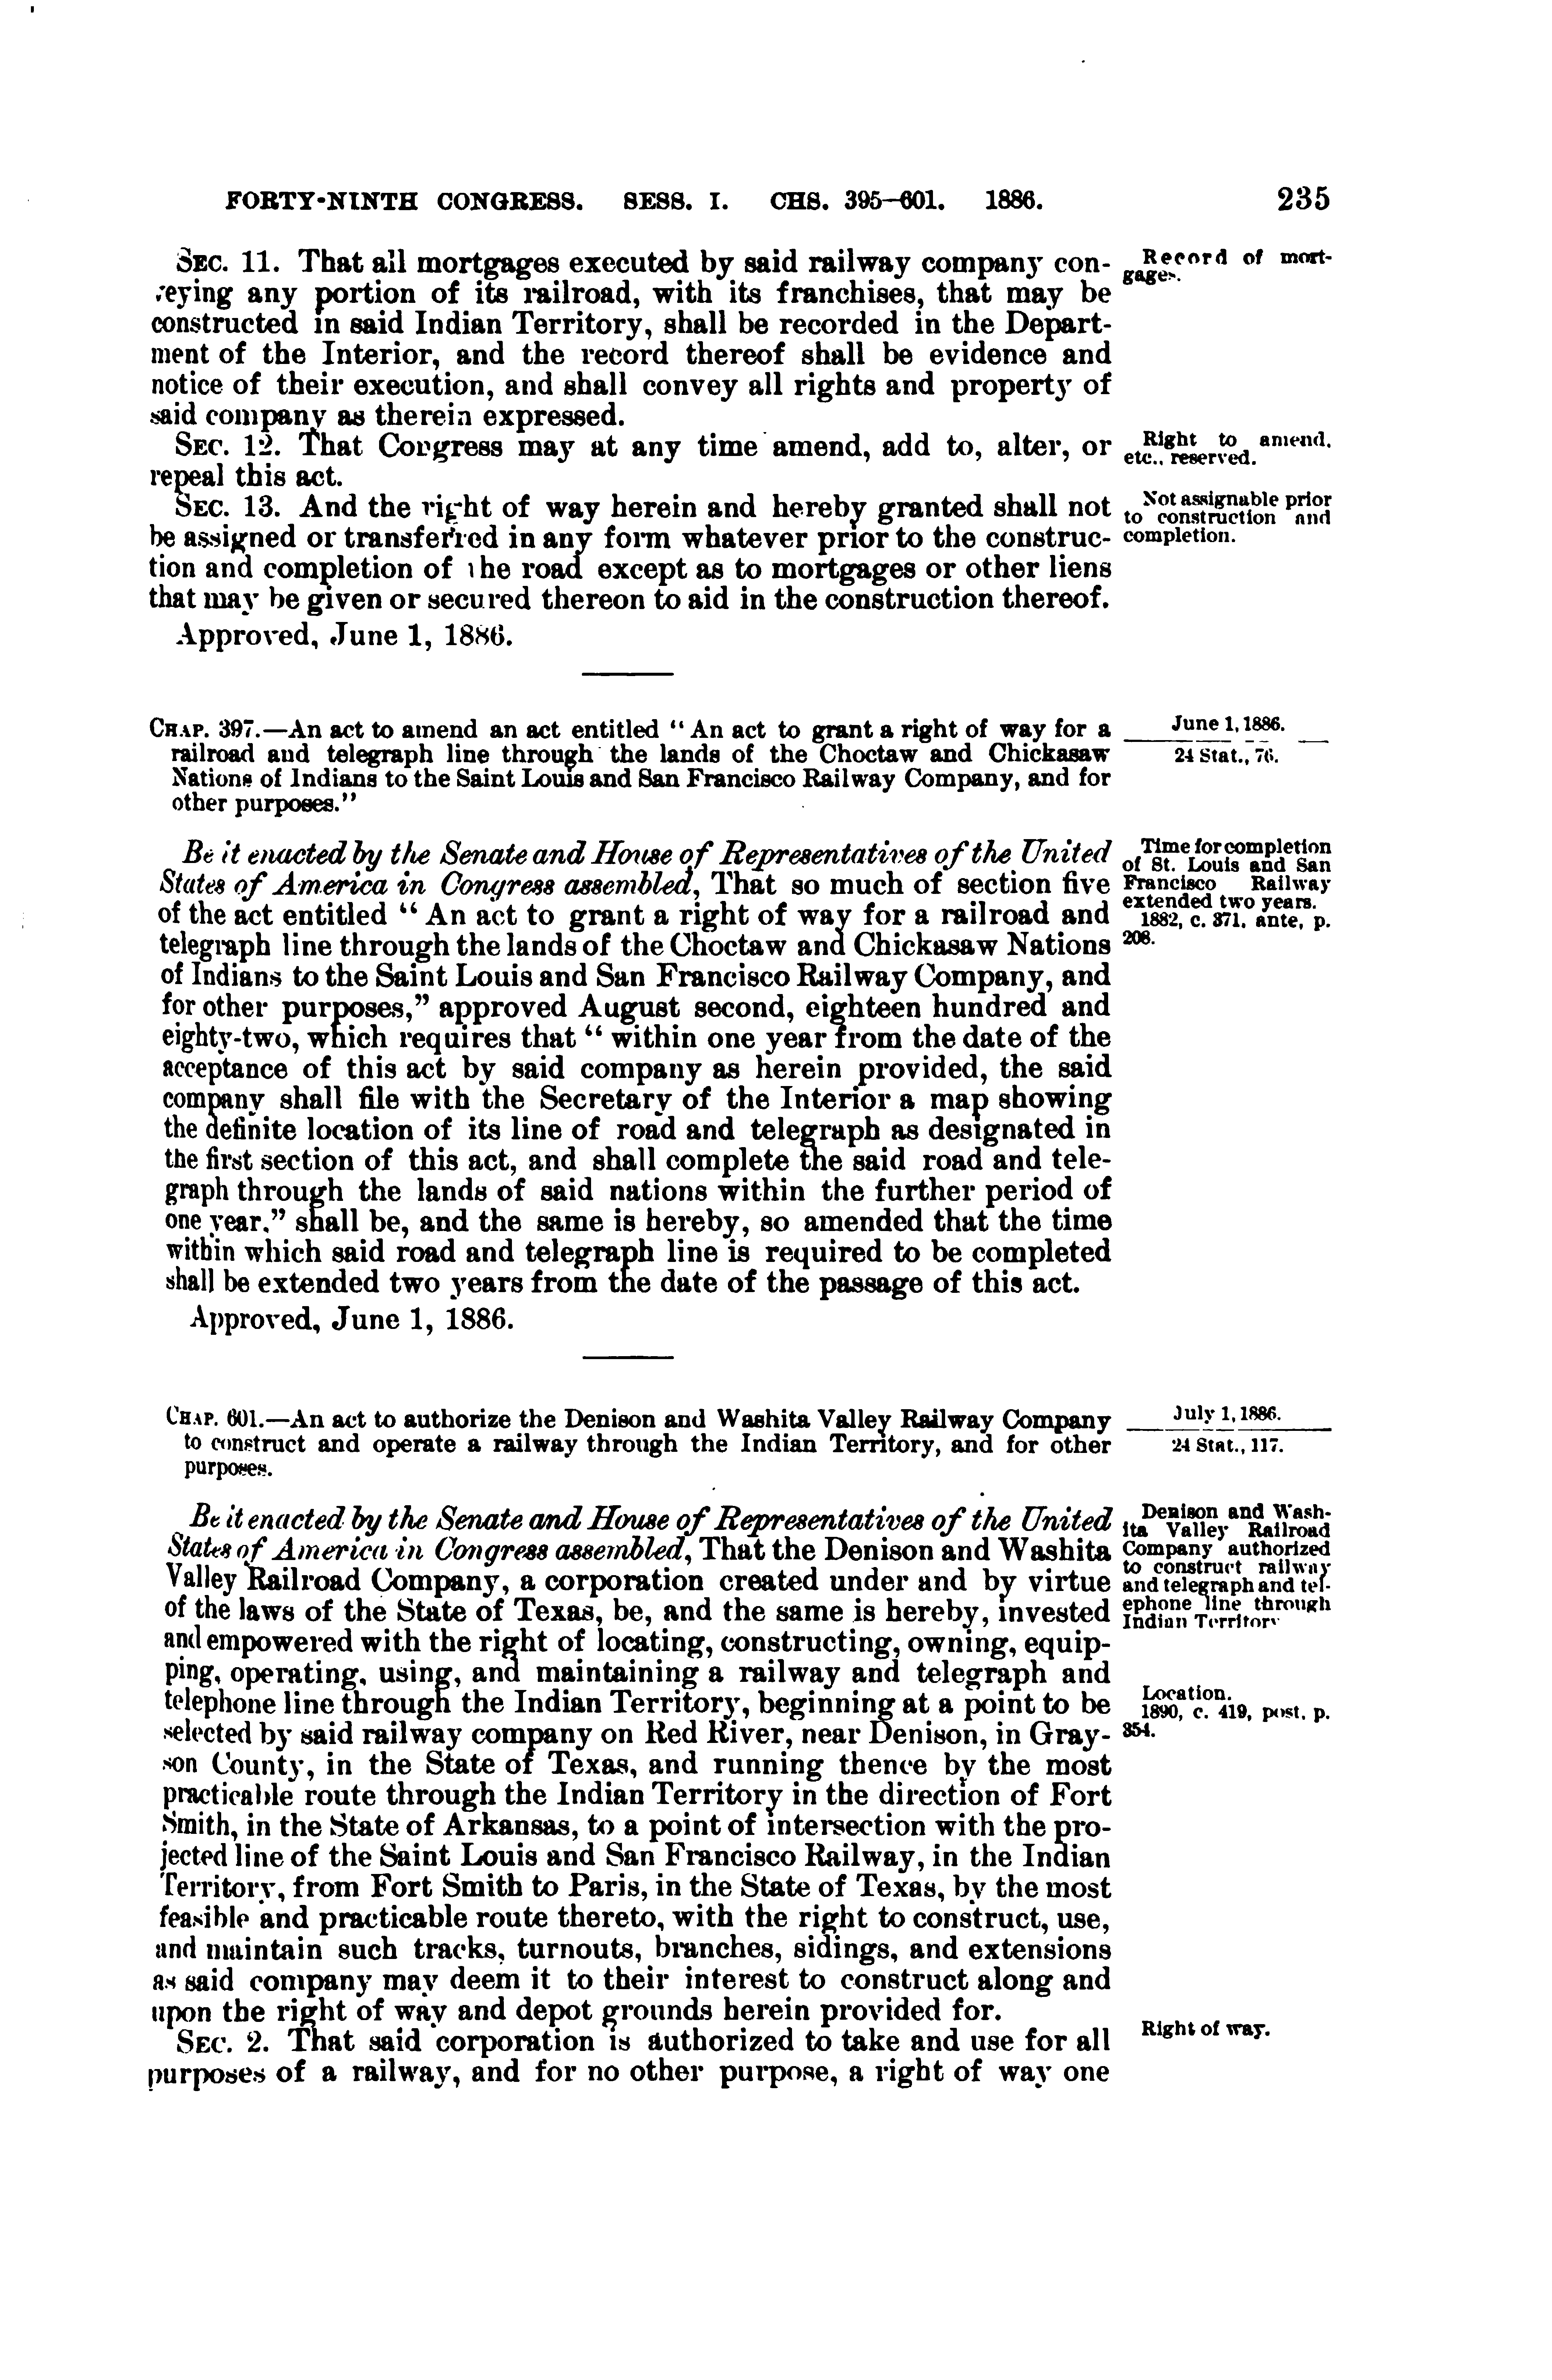 FORTY-NINTH CONGRESS. SESS. I. CHS. 395–601. 1886. 235
SEC. 11. That all mortgages executed by said railway company con-
veying any portion of its railroad, with its franchises, that may be
constructed in said Indian Territory, shall be recorded in the Depart-
ment of the Interior, and the record thereof shall be evidence and
notice of their execution, and shall convey all rights and property of
said company as therein expressed.
Record of mort-
gages.
SEC. 12. That Congress may at any time amend, add to, alter, or
repeal this act.
Right to amend,
etc., reserved.
SEC. 13. And the right of way herein and hereby granted shall not
be assigned or transferred in any form whatever prior to the construc-
tion and completion of the road except as to mortgages or other liens
that may be given or secured thereon to aid in the construction thereof.
Not assignable prior
to construction and
completion.
Approved, June 1, 1886.
CHAP. 397.—An act to amend an act entitled “An act to grant a right of way for a
railroad and telegraph line through the lands of the Choctaw and Chickasaw
Nations of Indians to the Saint Louis and San Francisco Railway Company, and for
other purposes.”
June 1, 1886.
24 Stat., 76.
Be it enacted by the Senate and House of Representatives of the United
States of America in Congress assembled, That so much of section five
of the act entitled “An act to grant a right of way for a railroad and
telegraph line through the lands of the Choctaw and Chickasaw Nations
of Indians to the Saint Louis and San Francisco Railway Company, and
for other purposes,” approved August second, eighteen hundred and
eighty-two, which requires that “within one year from the date of the
acceptance of this act by said company as herein provided, the said
company shall file with the Secretary of the Interior a map showing
the definite location of its line of road and telegraph as designated in
the first section of this act, and shall complete the said road and tele-
graph through the lands of said nations within the further period of
one year.” shall be, and the same is hereby, so amended that the time
within which said road and telegraph line is required to be completed
shall be extended two years from the date of the passage of this act.
Time for completion
of St. Louis and San
Francisco Railway
extended two years.
1882, c. 371, ante, p.
208.
Approved, June 1, 1886.
CHAP. 601.—An act to authorize the Denison and Washita Valley Railway Company
to construct and operate a railway through the Indian Territory, and for other
purposes.
July 1, 1886.
24 Stat., 117.
Be it enacted by the Senate and House of Representatives of the United
States of America in Congress assembled, That the Denison and Washita
Valley Railroad Company, a corporation created under and by virtue
of the laws of the State of Texas, be, and the same is hereby, invested
and empowered with the right of locating, constructing, owning, equip-
ping, operating, using, and maintaining a railway and telegraph and
telephone line through the Indian Territory, beginning at a point to be
selected by said railway company on Red River, near Denison, in Gray-
son County, in the State of Texas, and running thence by the most
practicable route through the Indian Territory in the direction of Fort
Smith, in the State of Arkansas, to a point of intersection with the pro-
jected line of the Saint Louis and San Francisco Railway, in the Indian
Territory, from Fort Smith to Paris, in the State of Texas, by the most
feasible and practicable route thereto, with the right to construct, use,
and maintain such tracks, turnouts, branches, sidings, and extensions
as said company may deem it to their interest to construct along and
upon the right of way and depot grounds herein provided for.
Denison and Wash-
ita Valley Railroad
Company authorized
to construct railway
and telegraph and tel-
ephone line through
Indian Territory
Location.
1890, c. 419, post, p.
354.
SEC. 2. That said corporation is authorized to take and use for all
purposes of a railway, and for no other purpose, a right of way one
Right of way.